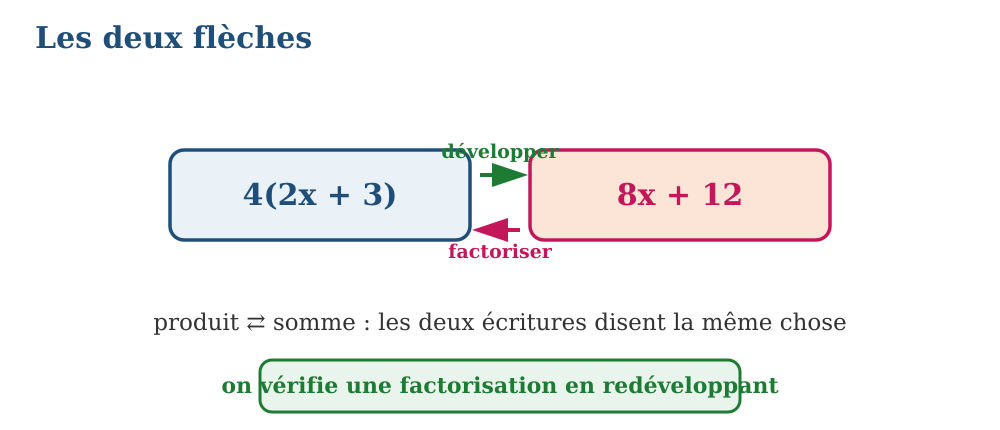 Les deux flèches
développer
4(2x + 3)
8x + 12
factoriser
produit ⇄ somme : les deux écritures disent la même chose
on vérifie une factorisation en redéveloppant